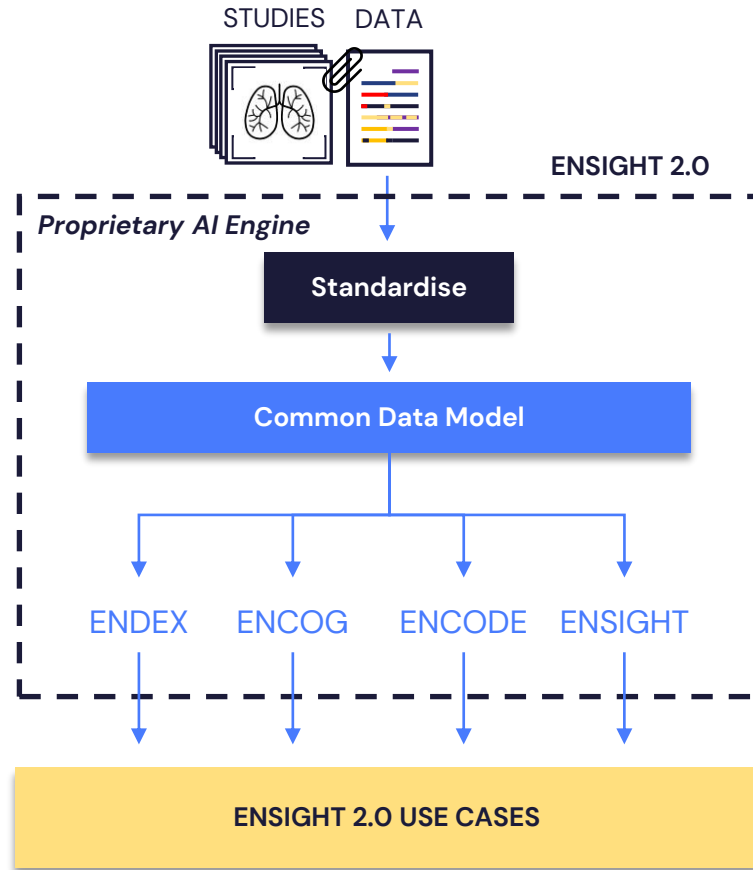 STUDIES DATA
ENSIGHT 2.0
Proprietary AI Engine
Standardise
Common Data Model
ENDEX ENCOG ENCODE ENSIGHT
ENSIGHT 2.0 USE CASES